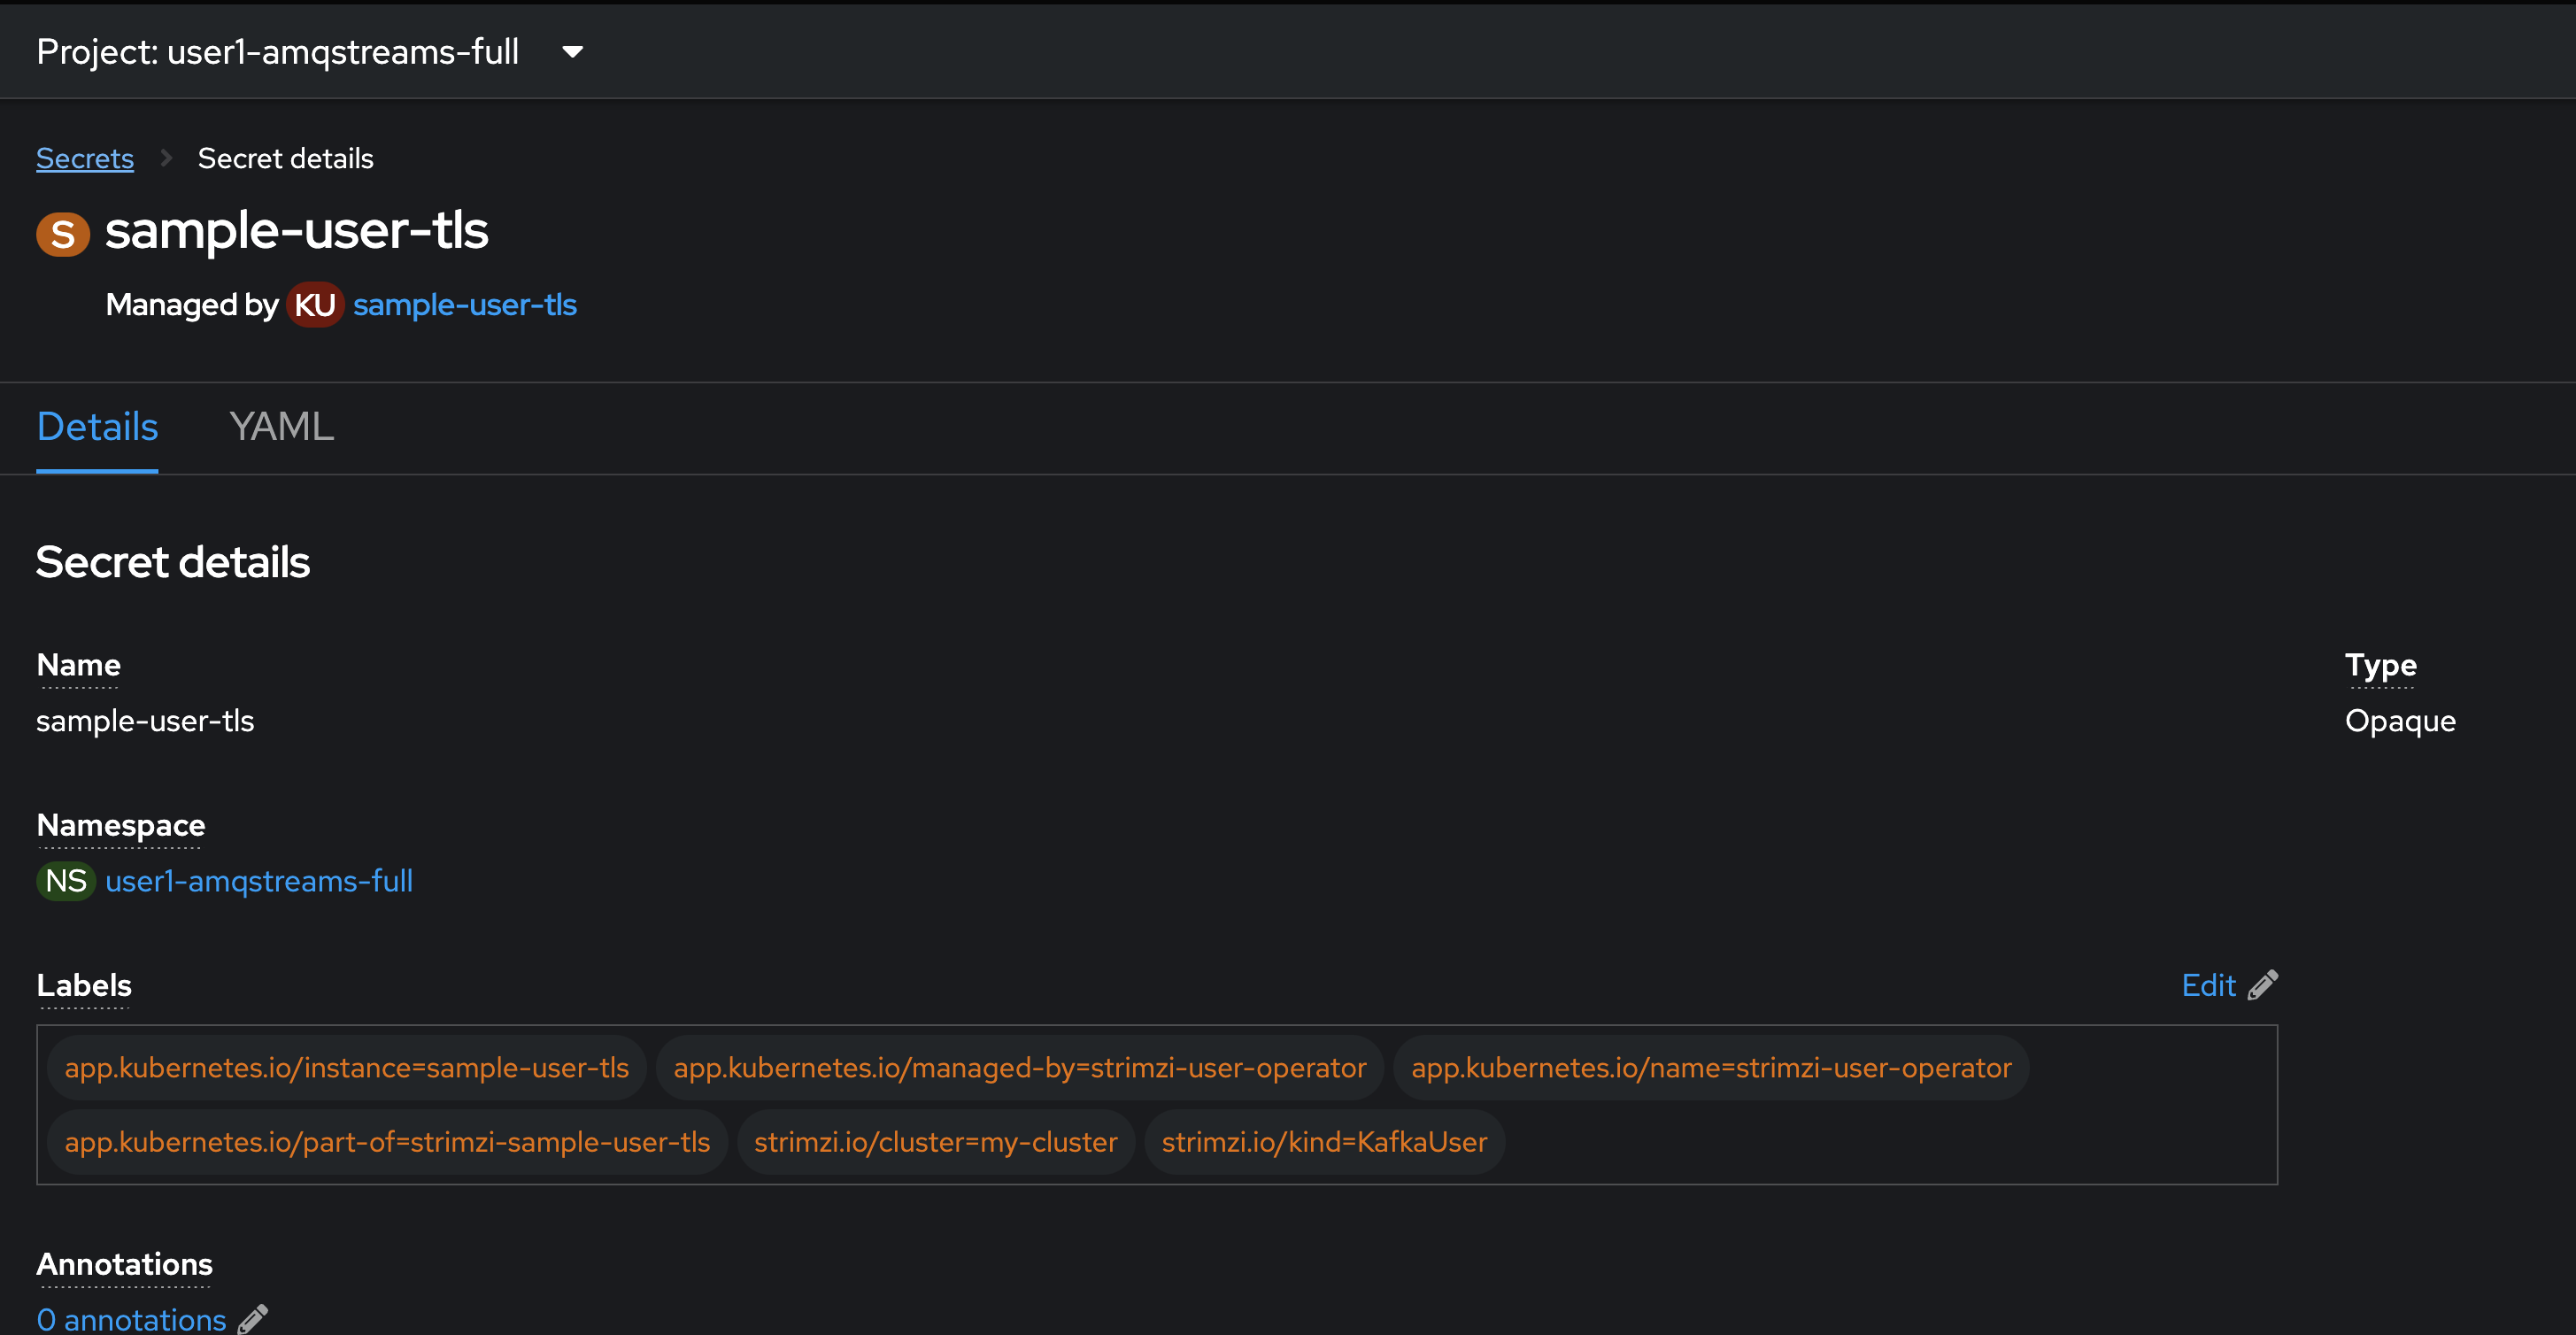 Project: user1-amqstreams-full
Secrets Secret details
S sample-user-tls
Managed by KU sample-user-tls
Details YAML
Secret details
Name Type
sample-user-tls Opaque
Namespace
NS user1-amqstreams-full
Labels Edit
app.kubernetes.io/instance=sample-user-tls app.kubernetes.io/managed-by=strimzi-user-operator app.kubernetes.io/name=strimzi-user-operator
app.kubernetes.io/part-of=strimzi-sample-user-tls strimzi.io/cluster=my-cluster strimzi.io/kind=KafkaUser
Annotations
0 annotations